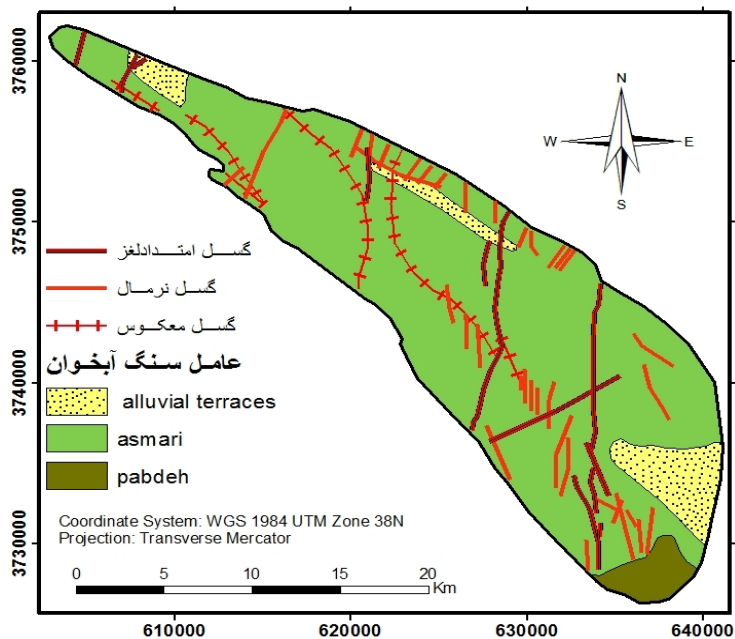 3760000
3750000
3740000
3730000
N
W
E
S
گسل امتدادلغز
گسل نرمال
گسل معکوس
عامل سنگ آبخوان
alluvial terraces
asmari
pabdeh
Coordinate System: WGS 1984 UTM Zone 38N
Projection: Transverse Mercator
0 5 10 15 20
Km
610000 620000 630000 640000